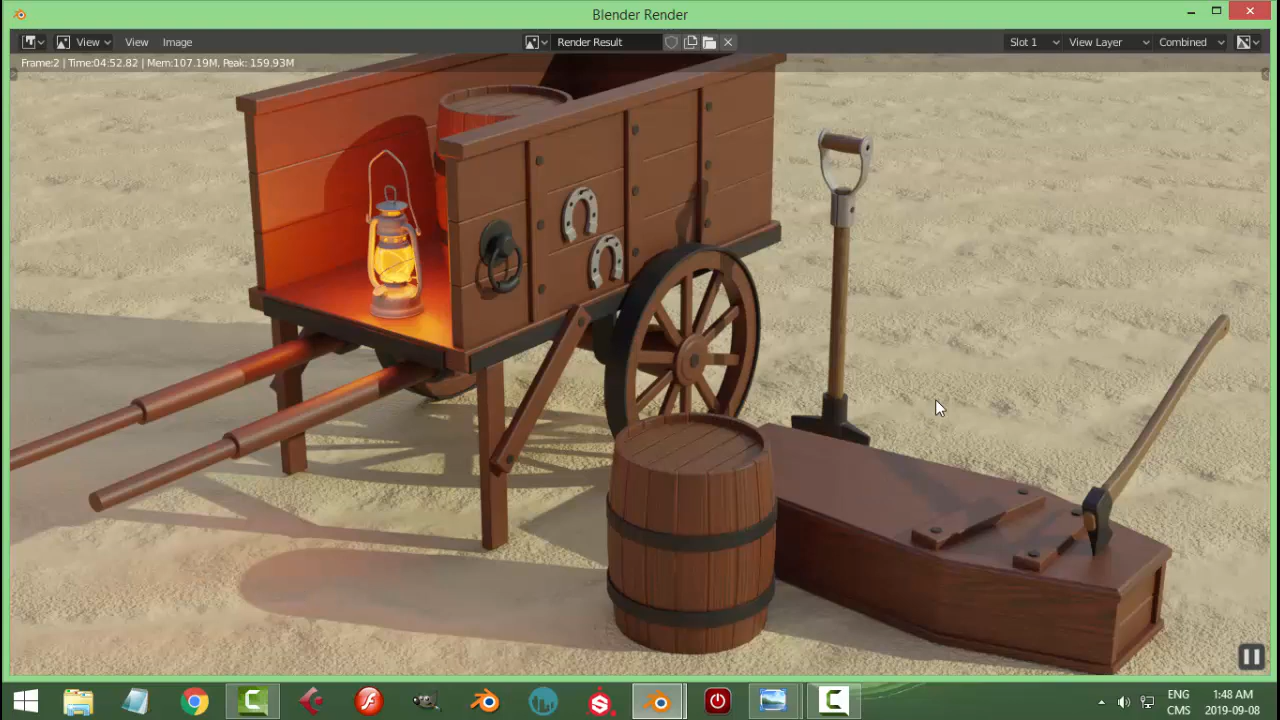 Blender Render
View View Image Render Result Slot 1 View Layer Combined
Frame:2 | Time:04:52.82 | Mem:107.19M, Peak: 159.93M
ENG 1:48 AM
CMS 2019-09-08